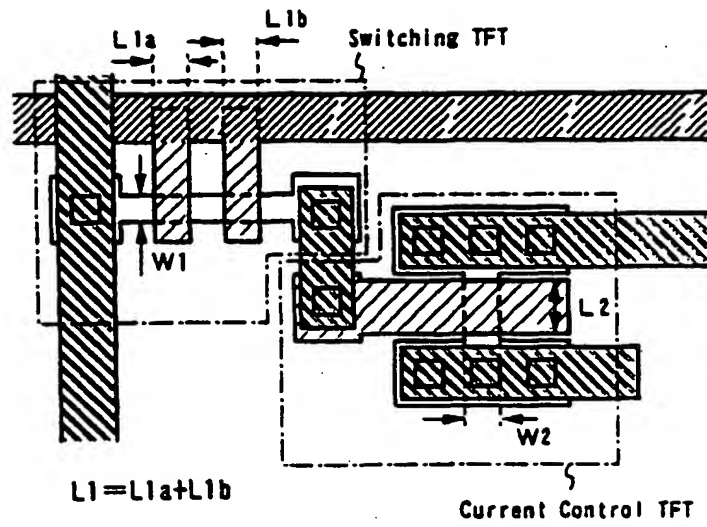 L1b
L1a
Switching TFT
W1
L2
W2
L1=L1a+L1b
Current Control TFT